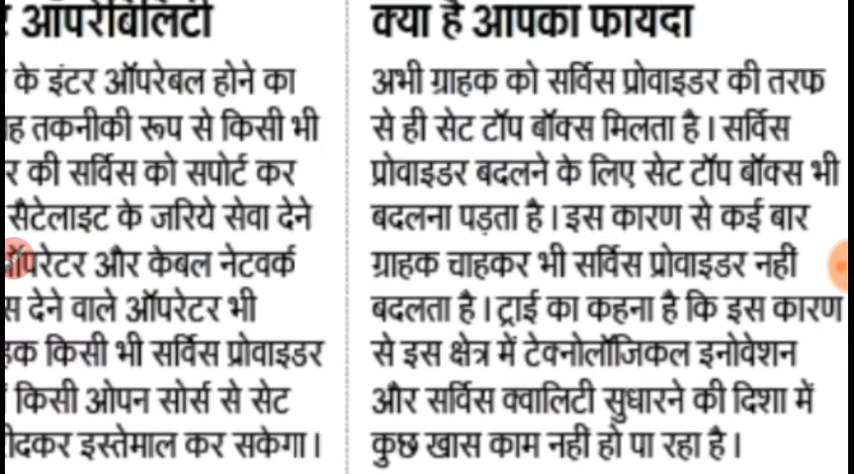 ऑपरेबिलिटी
के इंटर ऑपरेबल होने का
तकनीकी रूप से किसी भी
की सर्विस को सपोर्ट कर
सैटेलाइट के जरिये सेवा देने
ऑपरेटर और केबल नेटवर्क
देने वाले ऑपरेटर भी
किसी भी सर्विस प्रोवाइडर
किसी ओपन सोर्स से सेट
इस्तेमाल कर सकेगा।
क्या है आपका फायदा
अभी ग्राहक को सर्विस प्रोवाइडर की तरफ
से ही सेट टॉप बॉक्स मिलता है। सर्विस
प्रोवाइडर बदलने के लिए सेट टॉप बॉक्स भी
बदलना पड़ता है। इस कारण से कई बार
ग्राहक चाहकर भी सर्विस प्रोवाइडर नहीं
बदलता है। ट्राई का कहना है कि इस कारण
से इस क्षेत्र में टेक्नोलॉजिकल इनोवेशन
और सर्विस क्वालिटी सुधारने की दिशा में
कुछ खास काम नहीं हो पा रहा है।